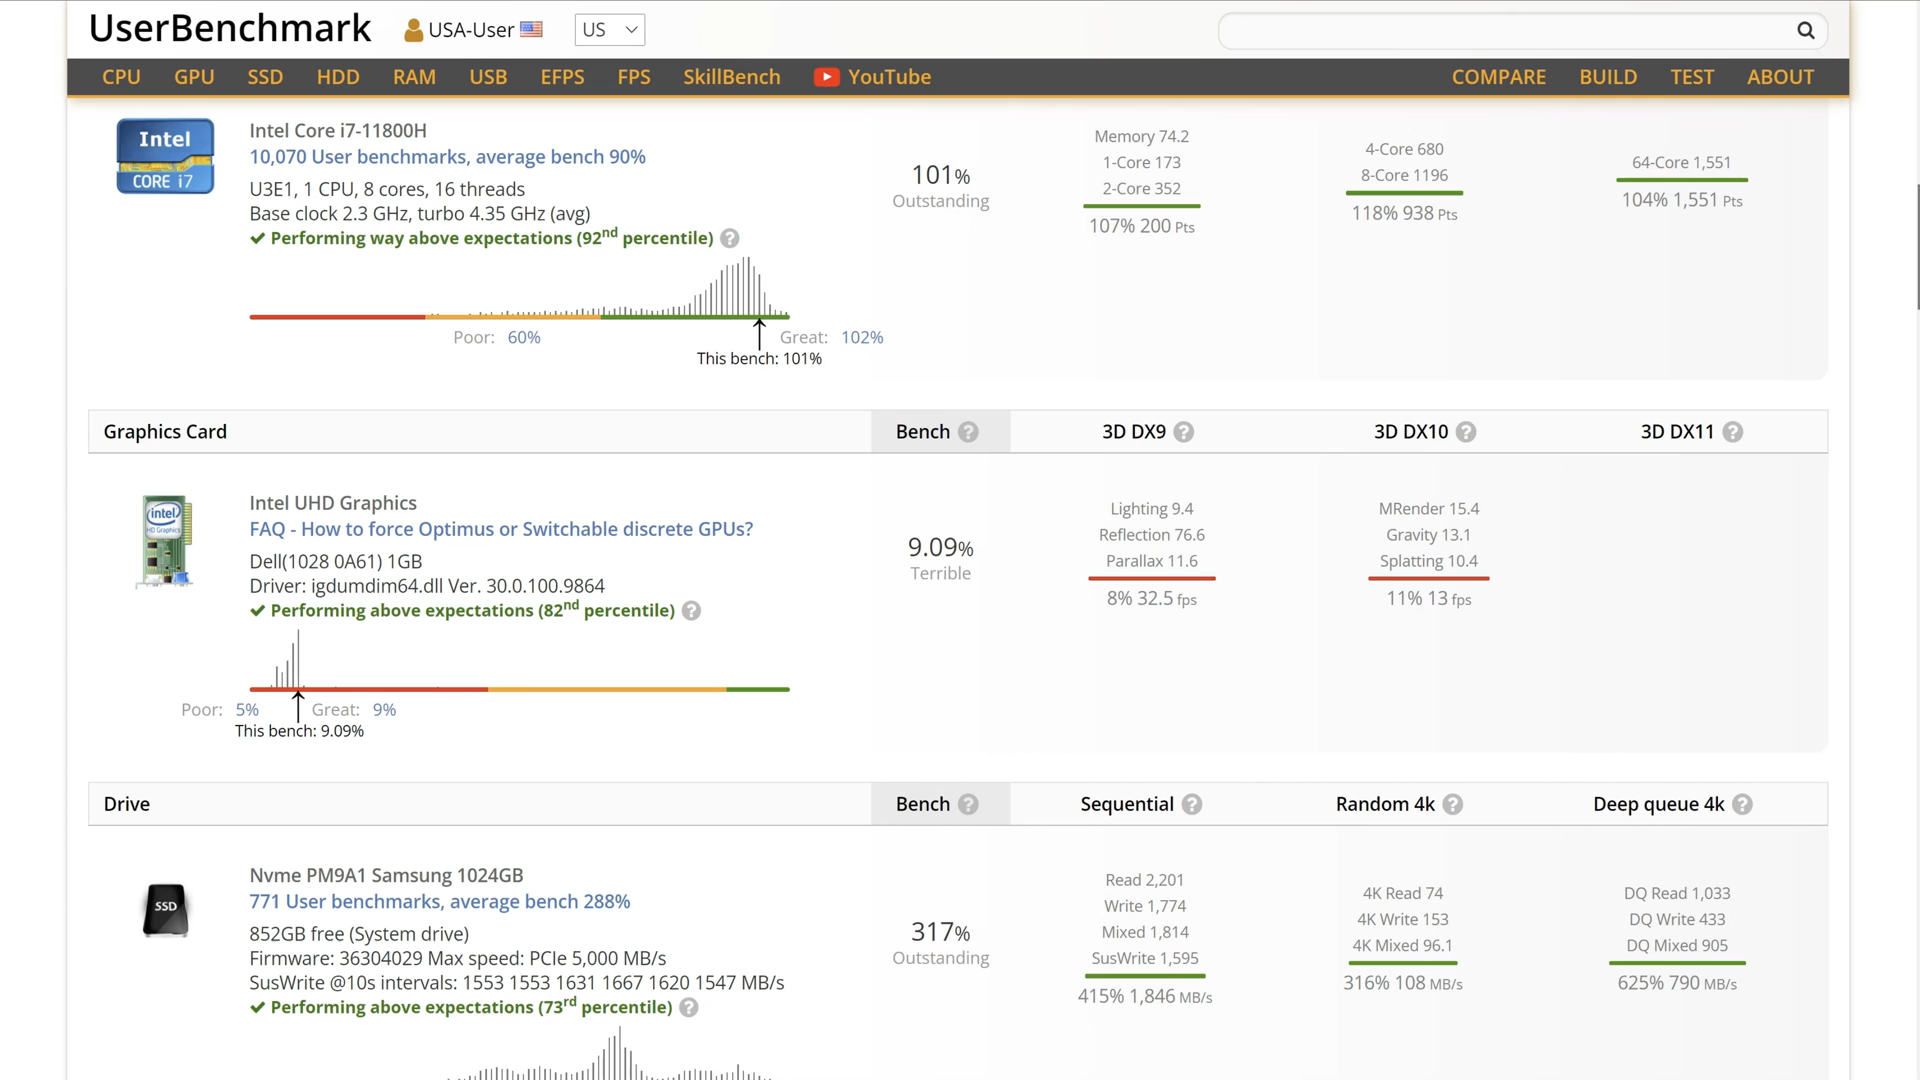 UserBenchmark USA-User US
CPU GPU SSD HDD RAM USB EFPS FPS SkillBench YouTube COMPARE BUILD TEST ABOUT
Intel
CORE i7
Intel Core i7-11800H
10,070 User benchmarks, average bench 90%
U3E1, 1 CPU, 8 cores, 16 threads
Base clock 2.3 GHz, turbo 4.35 GHz (avg)
✔ Performing way above expectations (92nd percentile) ?
Poor: 60% Great: 102%
This bench: 101%
101%
Outstanding
Memory 74.2
1-Core 173
2-Core 352
107% 200 Pts
4-Core 680
8-Core 1196
118% 938 Pts
64-Core 1,551
104% 1,551 Pts
Graphics Card Bench ? 3D DX9 ? 3D DX10 ? 3D DX11 ?
intel
HD Graphics
Intel UHD Graphics
FAQ - How to force Optimus or Switchable discrete GPUs?
Dell(1028 0A61) 1GB
Driver: igdumdim64.dll Ver. 30.0.100.9864
✔ Performing above expectations (82nd percentile) ?
Poor: 5% Great: 9%
This bench: 9.09%
9.09%
Terrible
Lighting 9.4
Reflection 76.6
Parallax 11.6
8% 32.5 fps
MRender 15.4
Gravity 13.1
Splatting 10.4
11% 13 fps
Drive Bench ? Sequential ? Random 4k ? Deep queue 4k ?
SSD
Nvme PM9A1 Samsung 1024GB
771 User benchmarks, average bench 288%
852GB free (System drive)
Firmware: 36304029 Max speed: PCIe 5,000 MB/s
SusWrite @10s intervals: 1553 1553 1631 1667 1620 1547 MB/s
✔ Performing above expectations (73rd percentile) ?
317%
Outstanding
Read 2,201
Write 1,774
Mixed 1,814
SusWrite 1,595
415% 1,846 MB/s
4K Read 74
4K Write 153
4K Mixed 96.1
316% 108 MB/s
DQ Read 1,033
DQ Write 433
DQ Mixed 905
625% 790 MB/s